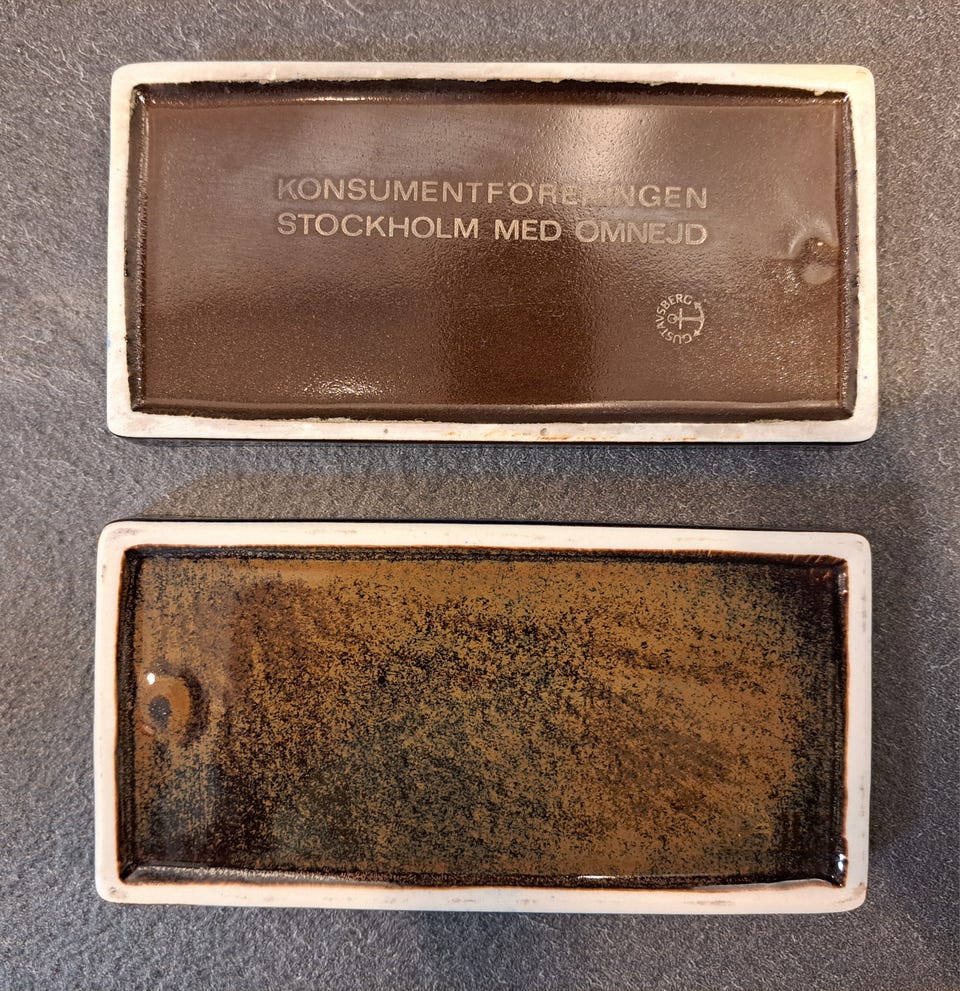 KONSUMENTFÖRENINGEN
STOCKHOLM MED OMNEJD
GUSTAVSBERG